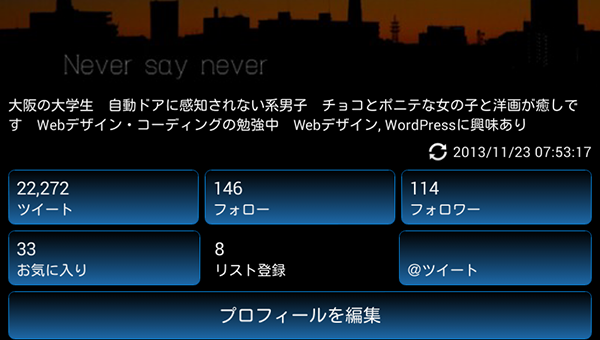 Never say never
大阪の大学生　自動ドアに感知されない系男子　チョコとポニテな女の子と洋画が癒しで
す　Webデザイン・コーディングの勉強中　Webデザイン, WordPressに興味あり
2013/11/23 07:53:17
22,272 146 114
ツイート フォロー フォロワー
33 8
お気に入り リスト登録 @ツイート
プロフィールを編集